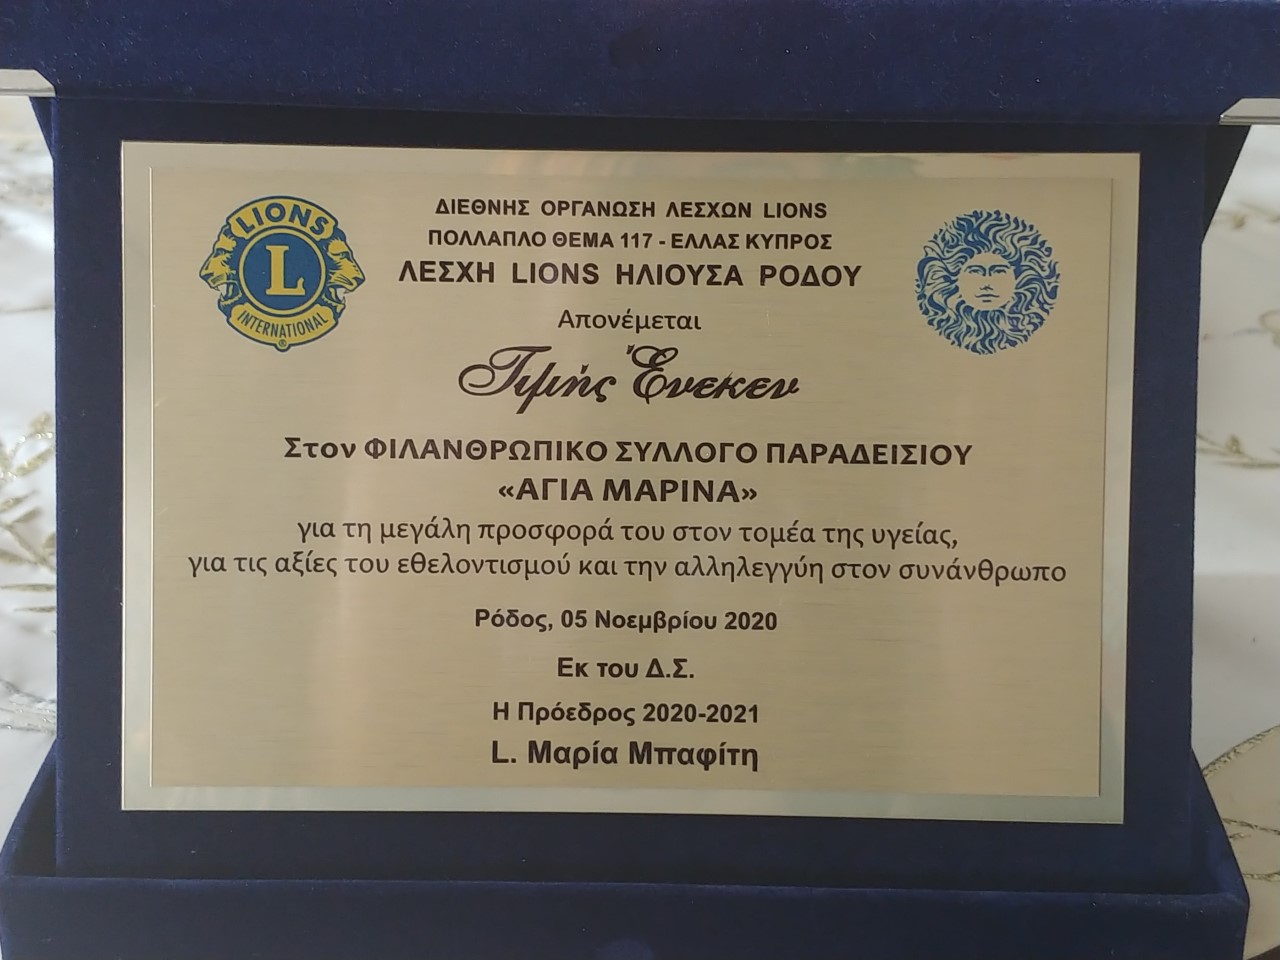 LIONS
L
INTERNATIONAL
®
ΔΙΕΘΝΗΣ ΟΡΓΑΝΩΣΗ ΛΕΣΧΩΝ LIONS
ΠΟΛΛΑΠΛΟ ΘΕΜΑ 117 - ΕΛΛΑΣ ΚΥΠΡΟΣ
ΛΕΣΧΗ LIONS ΗΛΙΟΥΣΑ ΡΟΔΟΥ
Απονέμεται
Τιμής Ἕνεκεν
Στον ΦΙΛΑΝΘΡΩΠΙΚΟ ΣΥΛΛΟΓΟ ΠΑΡΑΔΕΙΣΙΟΥ
«ΑΓΙΑ ΜΑΡΙΝΑ»
για τη μεγάλη προσφορά του στον τομέα της υγείας,
για τις αξίες του εθελοντισμού και την αλληλεγγύη στον συνάνθρωπο
Ρόδος, 05 Νοεμβρίου 2020
Εκ του Δ.Σ.
Η Πρόεδρος 2020-2021
L. Μαρία Μπαφίτη